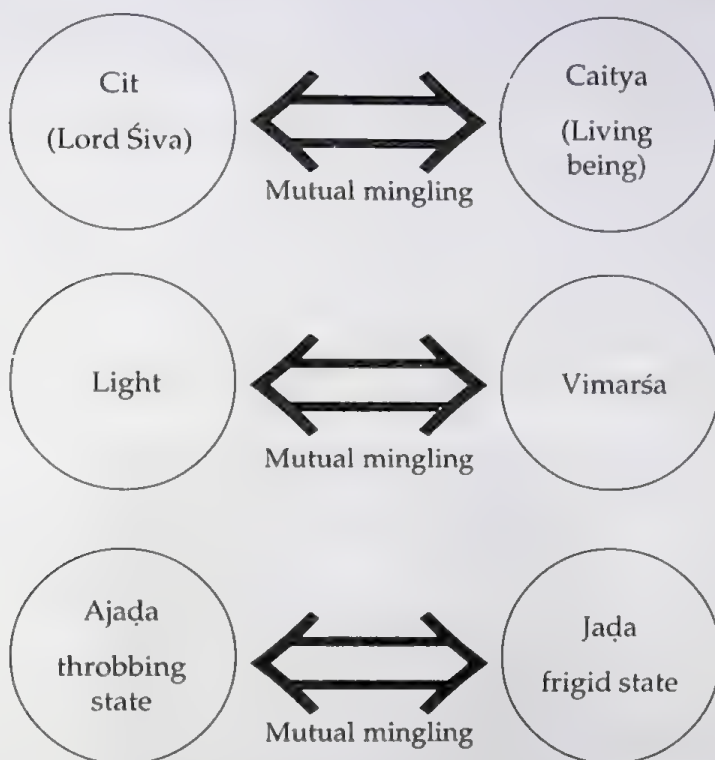 Cit
(Lord Śiva)
Caitya
(Living
being)
Mutual mingling
Light
Vimarśa
Mutual mingling
Ajaḍa
throbbing
state
Jaḍa
frigid state
Mutual mingling